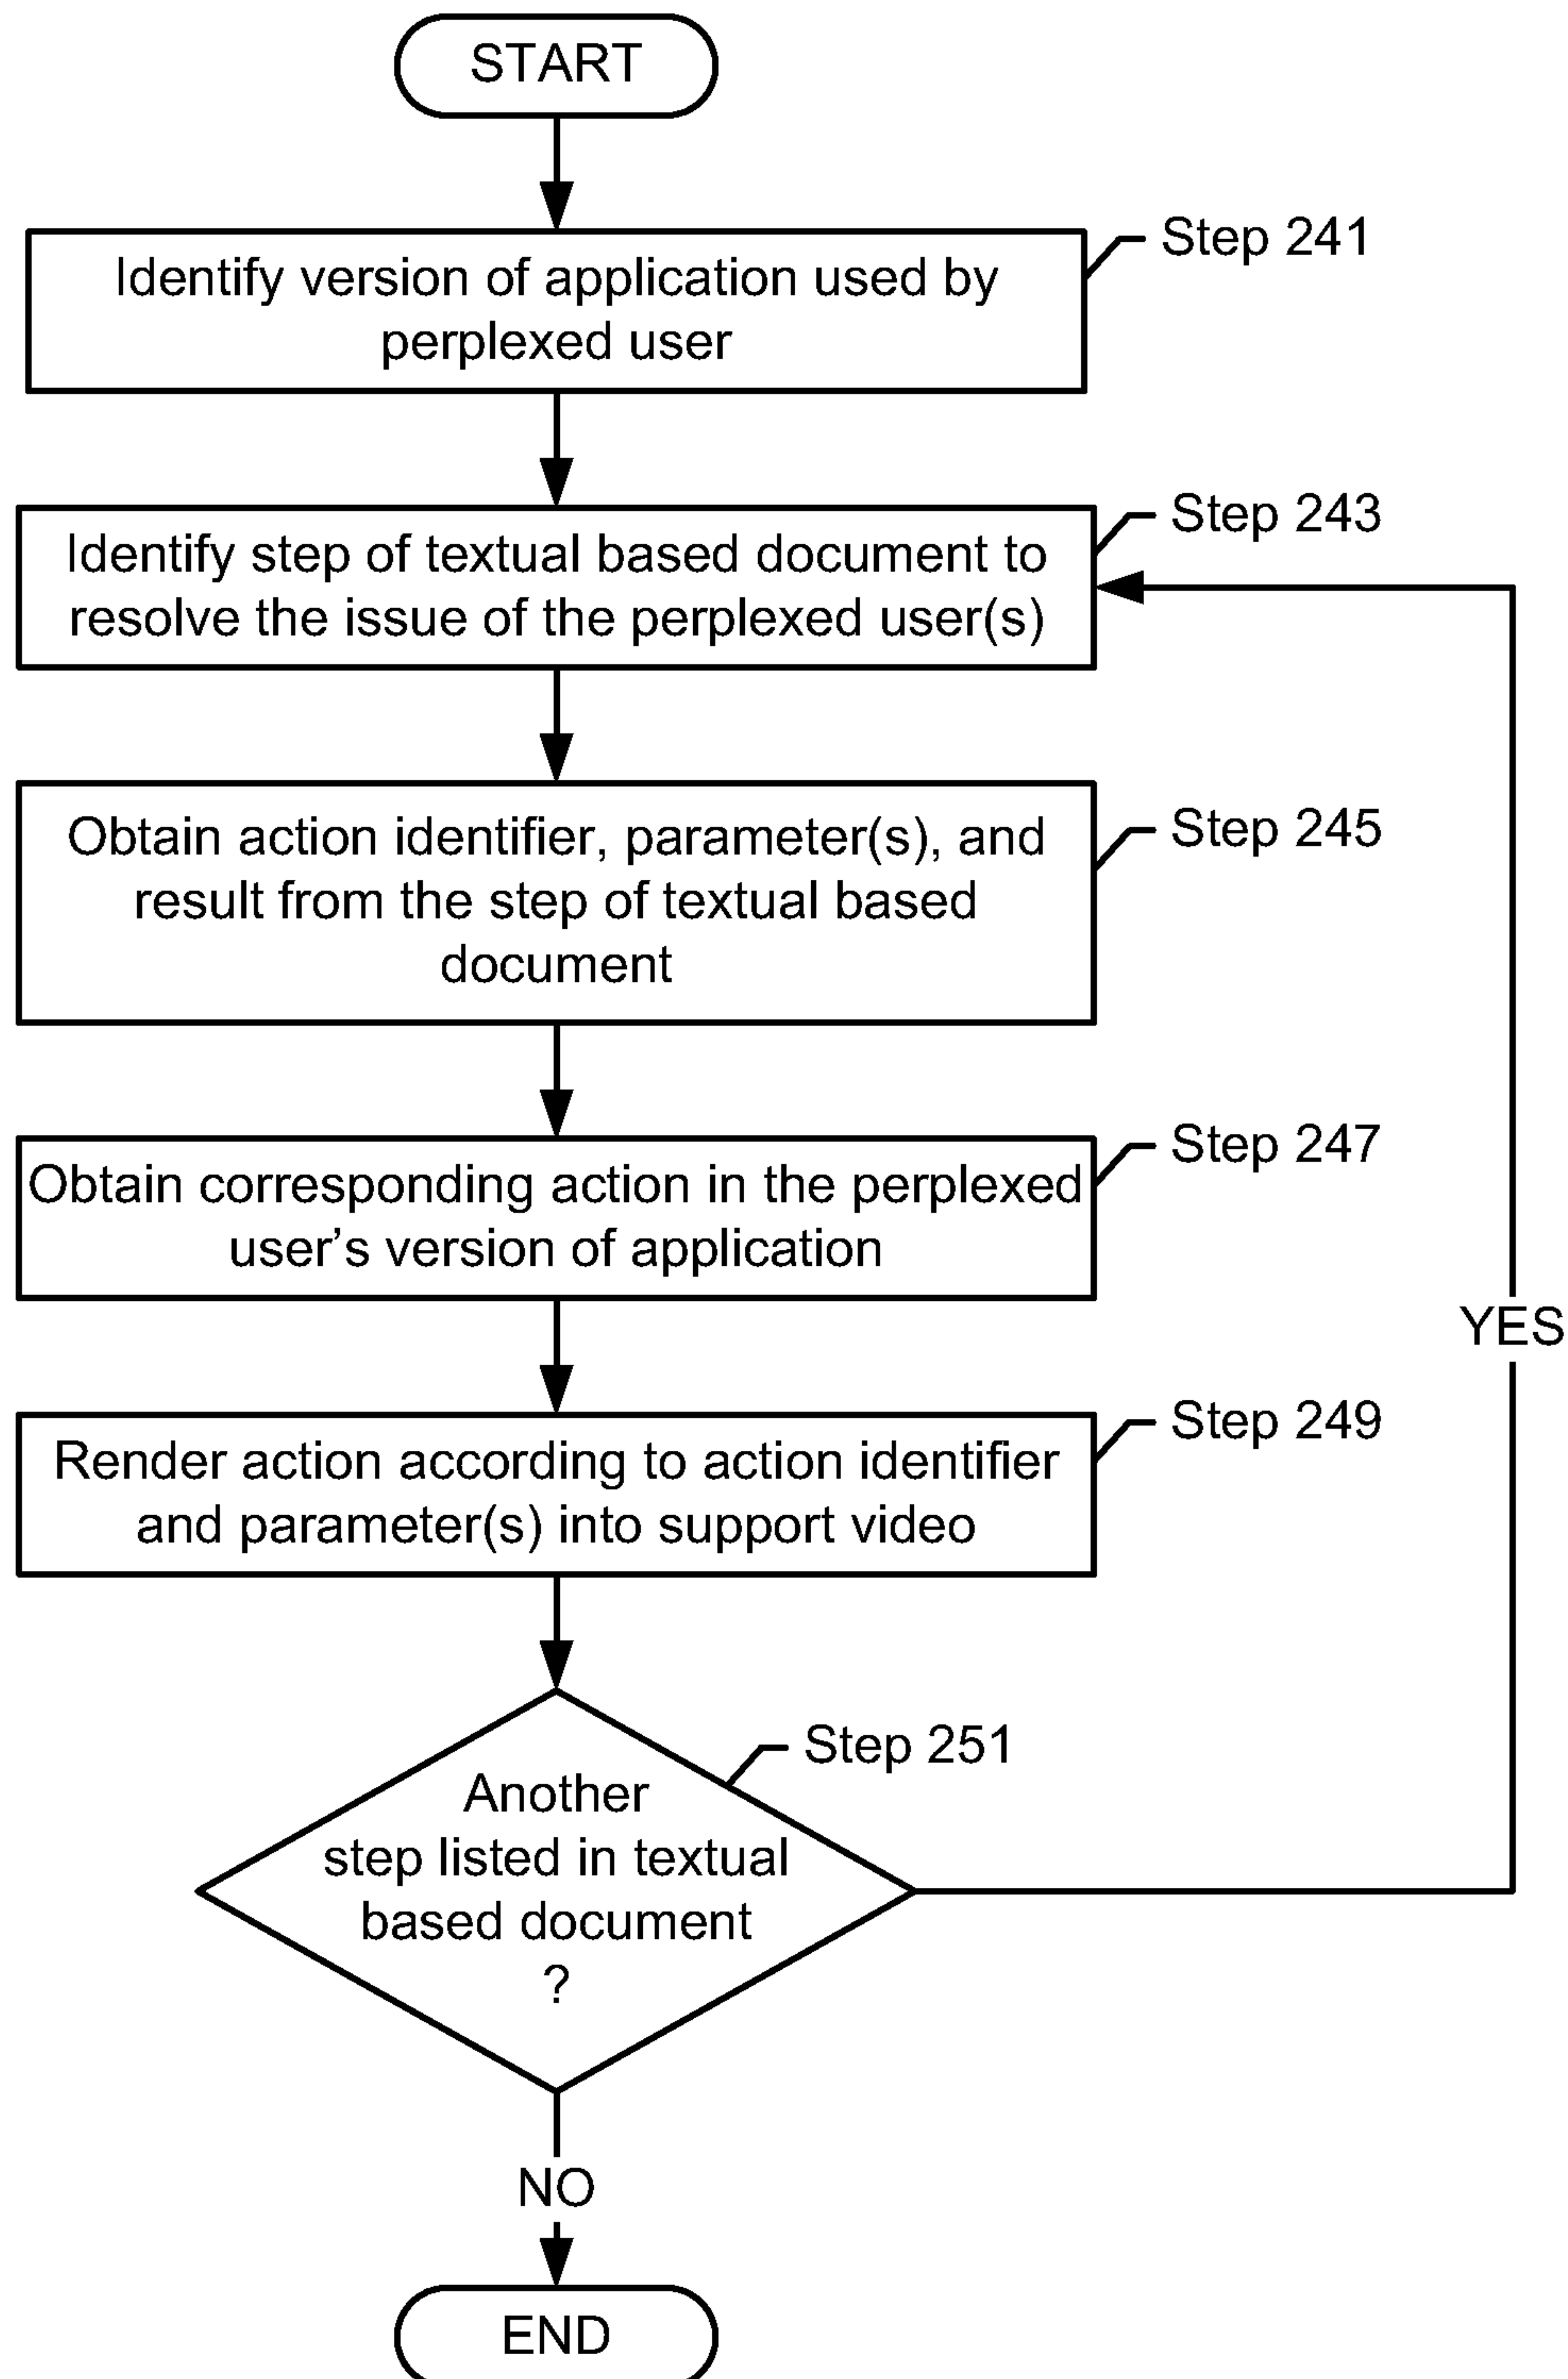 START
Step 241
Identify version of application used by
perplexed user
Step 243
Identify step of textual based document to
resolve the issue of the perplexed user(s)
Step 245
Obtain action identifier, parameter(s), and
result from the step of textual based
document
Step 247
Obtain corresponding action in the perplexed
user’s version of application
YES
Step 249
Render action according to action identifier
and parameter(s) into support video
Step 251
Another
step listed in textual
based document
?
NO
END